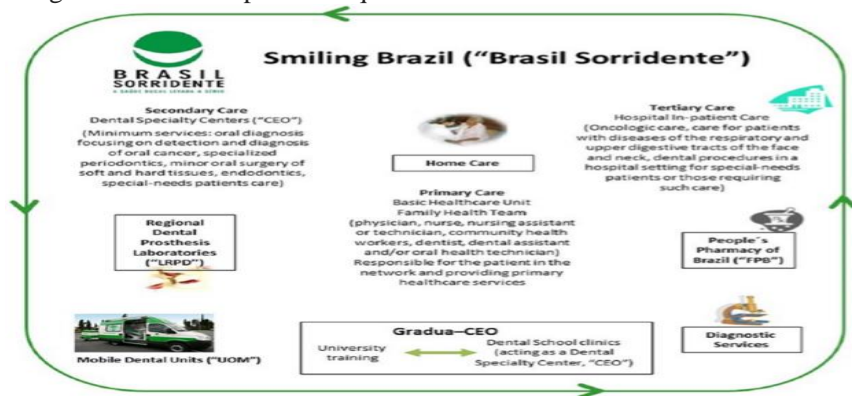 Smiling Brazil (“Brasil Sorridente”)
BRASIL
SORRIDENTE
A SAÚDE BUCAL LEVADA A SÉRIO
Secondary Care
Dental Specialty Centers (“CEO”)
(Minimum services: oral diagnosis
focusing on detection and diagnosis
of oral cancer, specialized
periodontics, minor oral surgery of
soft and hard tissues, endodontics,
special-needs patients care)
Home Care
Tertiary Care
Hospital In-patient Care
(Oncologic care, care for patients
with diseases of the respiratory and
upper digestive tracts of the face
and neck, dental procedures in a
hospital setting for special-needs
patients or those requiring
such care)
Primary Care
Basic Healthcare Unit
Family Health Team
(physician, nurse, nursing assistant
or technician, community health
workers, dentist, dental assistant
and/or oral health technician)
Responsible for the patient in the
network and providing primary
healthcare services
Regional
Dental
Prosthesis
Laboratories
(“LRPD”)
People´s
Pharmacy of
Brazil (“FPB”)
Mobile Dental Units (“UOM”)
Gradua–CEO
University
training
Dental School clinics
(acting as a Dental
Specialty Center, “CEO”)
Diagnostic
Services